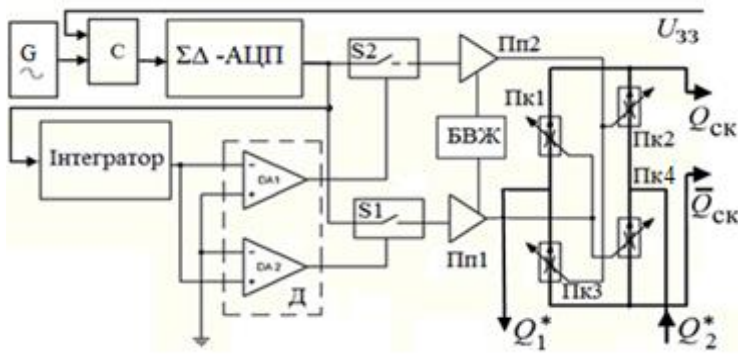 U₃₃
G
C
ΣΔ -АЦП
S2
Пп2
Пк1
Q СК
Пк2
БВЖ
Інтегратор
DA1
S1
Пк4
Q̅ СК
DA2
Пп1
Д
Пк3
Q₁*
Q₂*